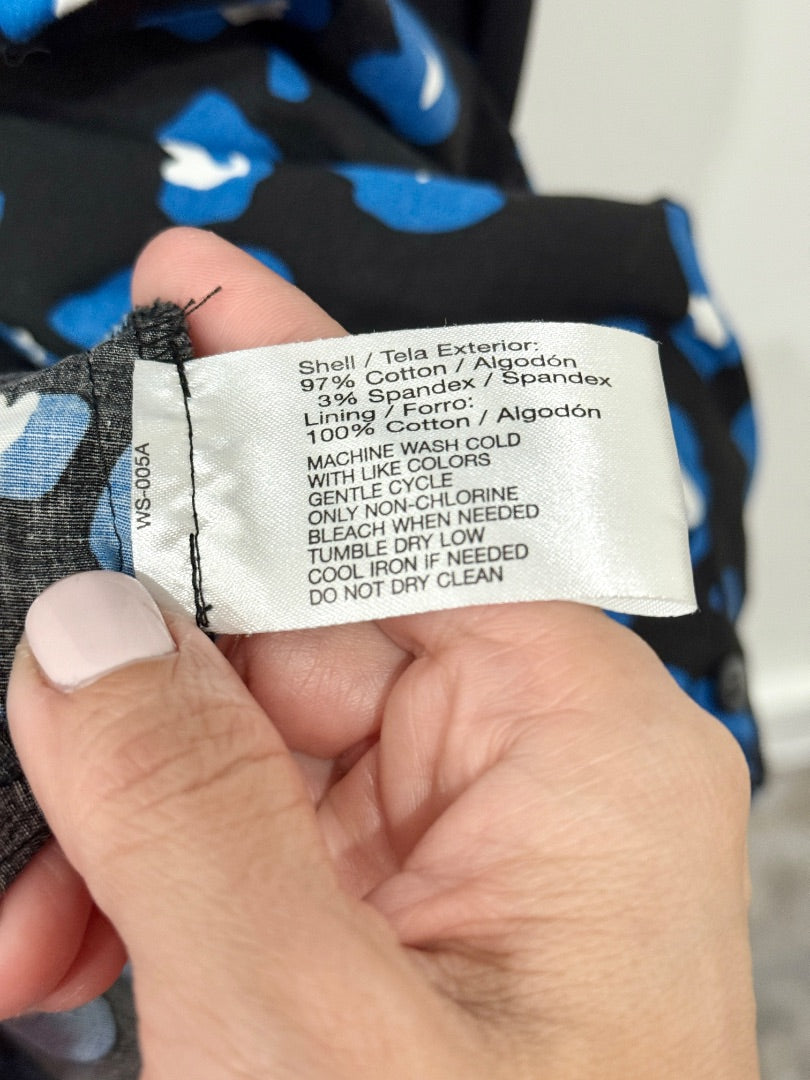 Shell / Tela Exterior:
97% Cotton / Algodón
3% Spandex / Spandex
Lining / Forro:
100% Cotton / Algodón
MACHINE WASH COLD
WITH LIKE COLORS
GENTLE CYCLE
ONLY NON-CHLORINE
BLEACH WHEN NEEDED
TUMBLE DRY LOW
COOL IRON IF NEEDED
DO NOT DRY CLEAN
WS-005A